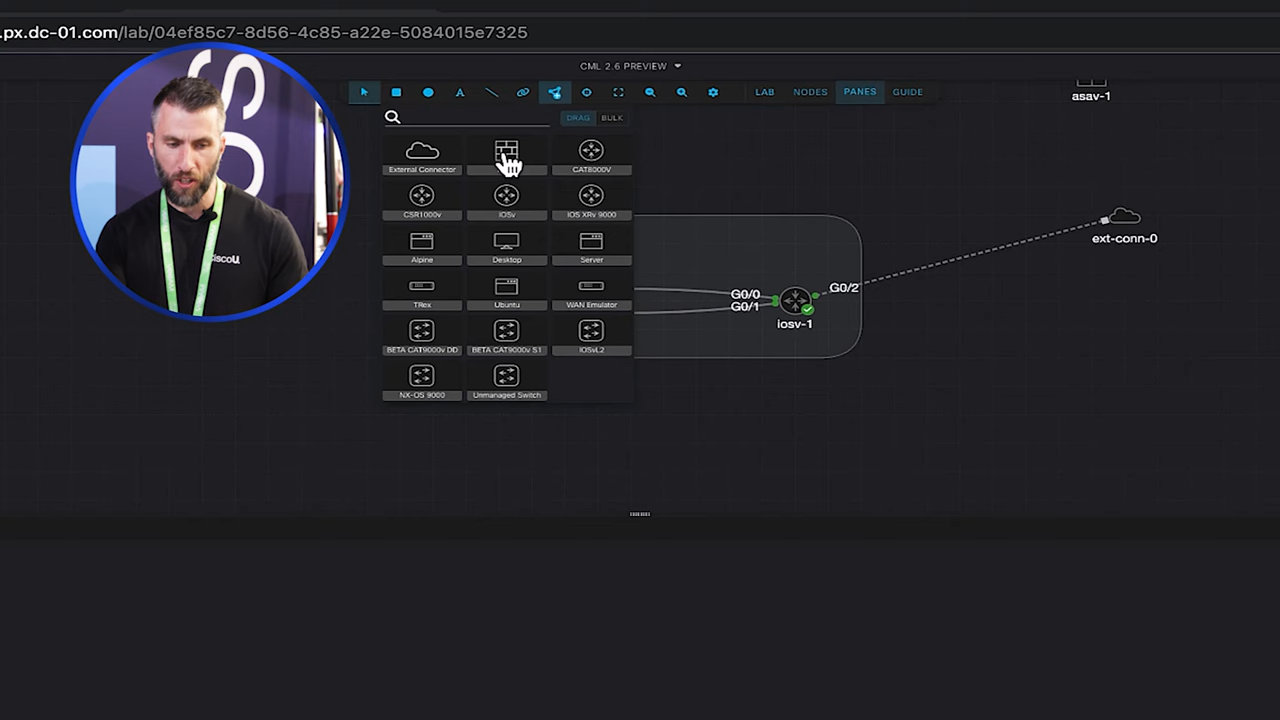 .px.dc-01.com/lab/04ef85c7-8d56-4c85-a22e-5084015e7325
CML 2.6 PREVIEW
A
LAB
NODES
PANES
GUIDE
DRAG
BULK
asav-1
External Connector
CAT8000V
CSR1000v
IOSv
IOS XRv 9000
Alpine
Desktop
Server
TRex
Ubuntu
WAN Emulator
BETA CAT9000v DD
BETA CAT9000v S1
IOSvL2
NX-OS 9000
Unmanaged Switch
G0/0
G0/1
G0/2
iosv-1
ext-conn-0
iscoU